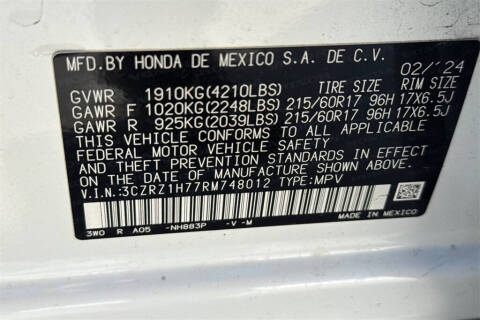 MFD.BY HONDA DE MEXICO S.A. DE C.V.
02/'24
GVWR 1910KG(4210LBS) TIRE SIZE RIM SIZE
GAWR F 1020KG(2248LBS) 215/60R17 96H 17X6.5J
GAWR R 925KG(2039LBS) 215/60R17 96H 17X6.5J
THIS VEHICLE CONFORMS TO ALL APPLICABLE
FEDERAL MOTOR VEHICLE SAFETY
AND THEFT PREVENTION STANDARDS IN EFFECT
ON THE DATE OF MANUFACTURE SHOWN ABOVE.
V.I.N.:3CZRZ1H77RM748012 TYPE:MPV
3W0 R A05 -NH883P -V -M
MADE IN MEXICO